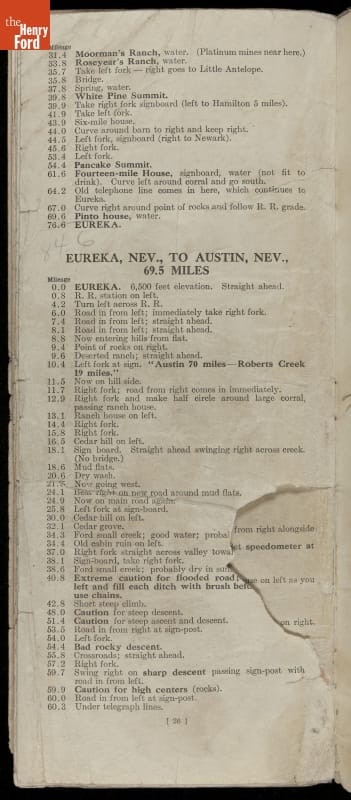 the
Henry
Ford
Mileage
31.4 Moorman's Ranch, water. (Platinum mines near here.)
33.8 Roseyear's Ranch, water.
35.7 Take left fork — right goes to Little Antelope.
35.8 Bridge.
37.8 Spring, water.
39.8 White Pine Summit.
39.9 Take right fork signboard (left to Hamilton 5 miles).
41.9 Take left fork.
43.9 Six-mile house.
44.0 Curve around barn to right and keep right.
44.5 Left fork, signboard (right to Newark).
45.6 Right fork.
53.4 Left fork.
54.4 Pancake Summit.
61.6 Fourteen-mile House, signboard, water (not fit to
drink). Curve left around corral and go south.
64.2 Old telephone line comes in here, which continues to
Eureka.
67.0 Curve right around point of rocks and follow R. R. grade.
69.6 Pinto house, water.
76.6 EUREKA.
EUREKA, NEV., TO AUSTIN, NEV.,
69.5 MILES
Mileage
0.0 EUREKA. 6,500 feet elevation. Straight ahead.
0.8 R. R. station on left.
4.2 Turn left across R. R.
6.0 Road in from left; immediately take right fork.
7.4 Road in from left; straight ahead.
8.1 Road in from left; straight ahead.
8.8 Now entering hills from flat.
9.4 Point of rocks on right.
9.6 Deserted ranch; straight ahead.
10.4 Left fork at sign. "Austin 70 miles—Roberts Creek
19 miles."
11.5 Now on hill side.
11.7 Right fork; road from right comes in immediately.
12.9 Right fork and make half circle around large corral,
passing ranch house.
13.1 Ranch house on left.
14.4 Right fork.
15.8 Right fork.
16.5 Cedar hill on left.
18.1 Sign board. Straight ahead swinging right across creek.
(No bridge.)
18.6 Mud flats.
20.6 Dry wash.
Now going west.
24.1 Bear right on new road around mud flats.
24.9 Now on main road again.
25.8 Left fork at sign-board.
30.0 Cedar hill on left.
32.1 Cedar grove.
34.3 Ford small creek; good water; proba from right alongside
34.4 Old cabin ruin on left.
37.0 Right fork straight across valley towa et speedometer at
38.1 Sign-board, take right fork.
38.6 Ford small creek; probably dry in sum
40.8 Extreme caution for flooded road on left as you
left and fill each ditch with brush bef
use chains.
42.8 Short steep climb.
48.0 Caution for steep descent.
51.4 Caution for steep ascent and descent. on right.
53.5 Road in from right at sign-post.
54.0 Left fork.
54.4 Bad rocky descent.
55.8 Crossroads; straight ahead.
57.2 Right fork.
59.7 Swing right on sharp descent passing sign-post with
road in from left.
59.9 Caution for high centers (rocks).
60.0 Road in from left at sign-post.
60.3 Under telegraph lines.
[ 26 ]